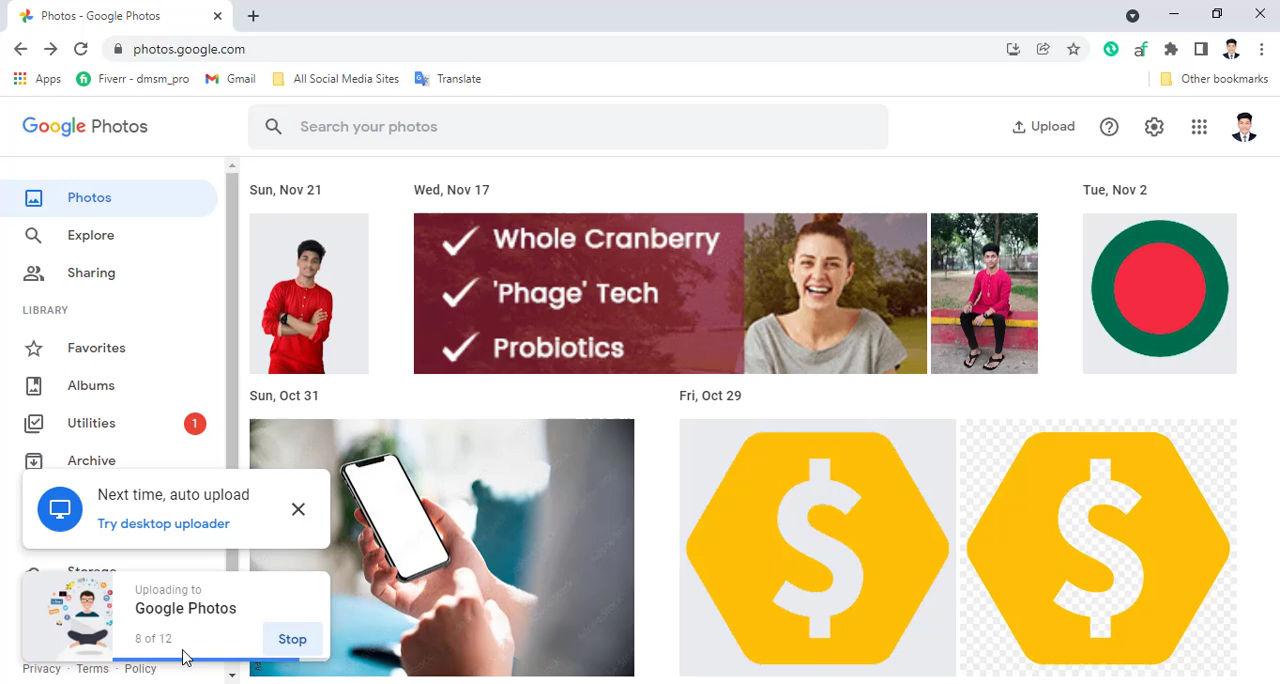 Photos - Google Photos
photos.google.com
Apps
Fiverr - dmsm_pro
Gmail
All Social Media Sites
Translate
Other bookmarks
Google Photos
Search your photos
Upload
Photos
Explore
Sharing
LIBRARY
Favorites
Albums
Utilities
1
Archive
Storage
Next time, auto upload
Try desktop uploader
Uploading to
Google Photos
8 of 12
Stop
Privacy · Terms · Policy
Sun, Nov 21
Wed, Nov 17
Tue, Nov 2
Whole Cranberry
'Phage' Tech
Probiotics
Sun, Oct 31
Fri, Oct 29
$
$